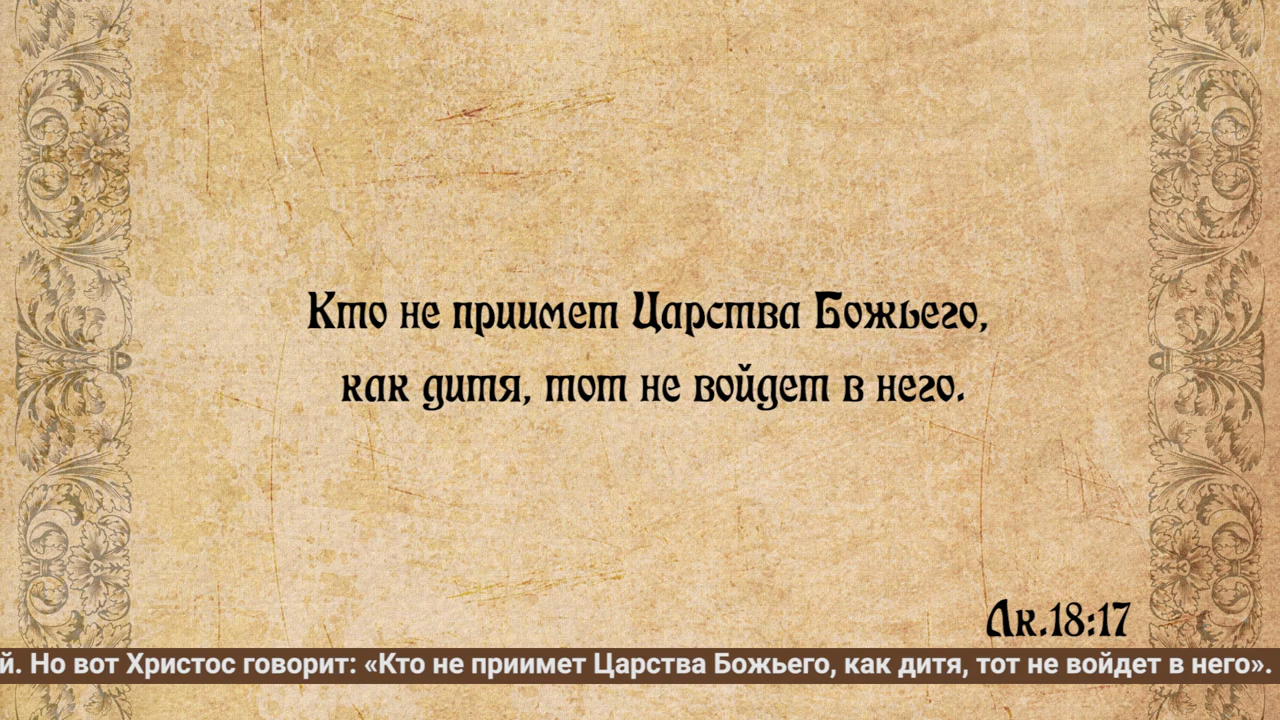 Кто не приимет Царства Божьего,
как дитя, тот не войдет в него.
Лк.18:17
й. Но вот Христос говорит: «Кто не приимет Царства Божьего, как дитя, тот не войдет в него».